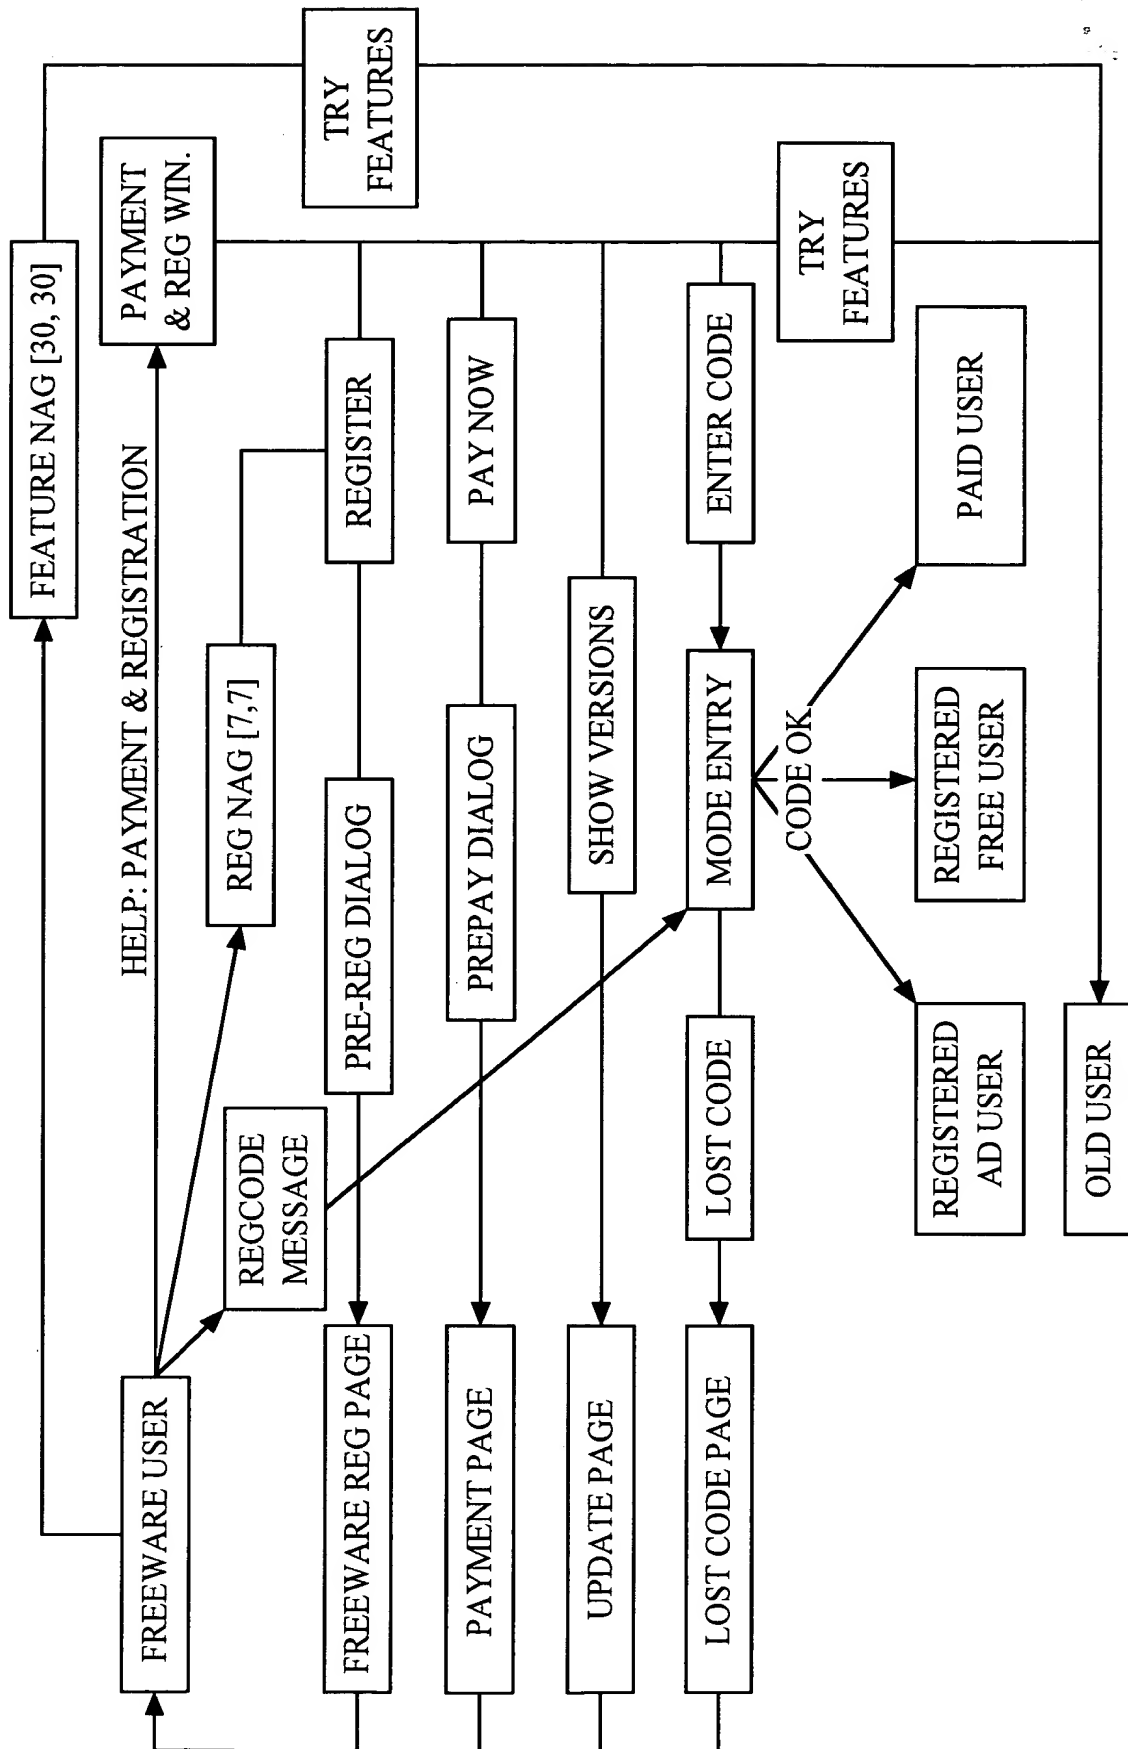 FREEWARE USER
FEATURE NAG [30, 30]
TRY
FEATURES
HELP: PAYMENT & REGISTRATION
PAYMENT
& REG WIN.
REG NAG [7,7]
REGCODE
MESSAGE
FREEWARE REG PAGE
PRE-REG DIALOG
REGISTER
PAYMENT PAGE
PREPAY DIALOG
PAY NOW
UPDATE PAGE
SHOW VERSIONS
LOST CODE PAGE
LOST CODE
MODE ENTRY
ENTER CODE
TRY
FEATURES
CODE OK
REGISTERED
AD USER
REGISTERED
FREE USER
PAID USER
OLD USER